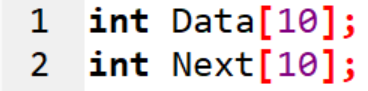 1 int Data[10];
2 int Next[10];